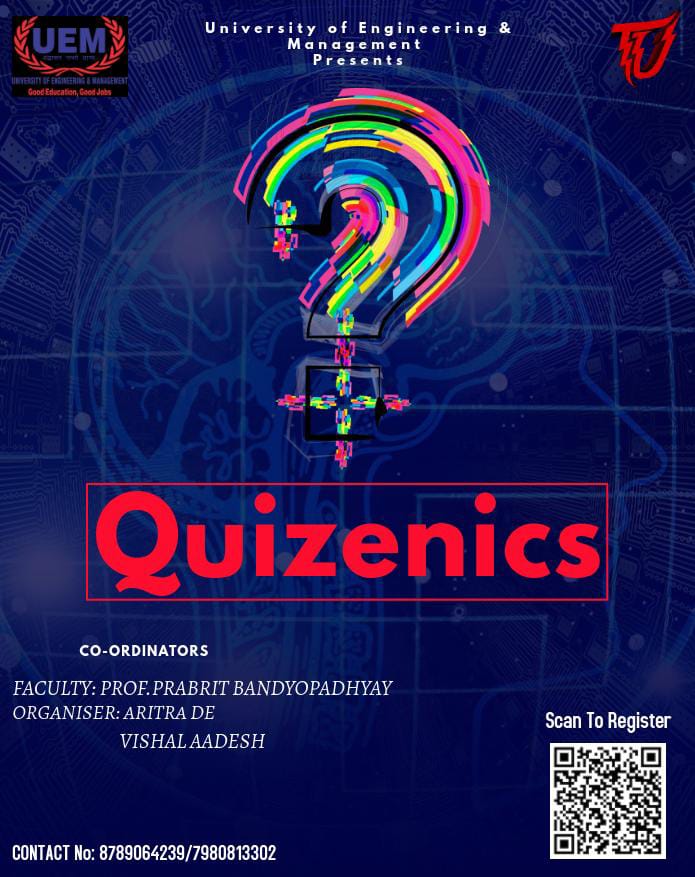 University of Engineering &
Management
Presents
UEM
UNIVERSITY OF ENGINEERING & MANAGEMENT
Good Education, Good Jobs
Quizenics
CO-ORDINATORS
FACULTY: PROF.PRABRIT BANDYOPADHYAY
ORGANISER: ARITRA DE
VISHAL AADESH
Scan To Register
CONTACT No: 8789064239/7980813302